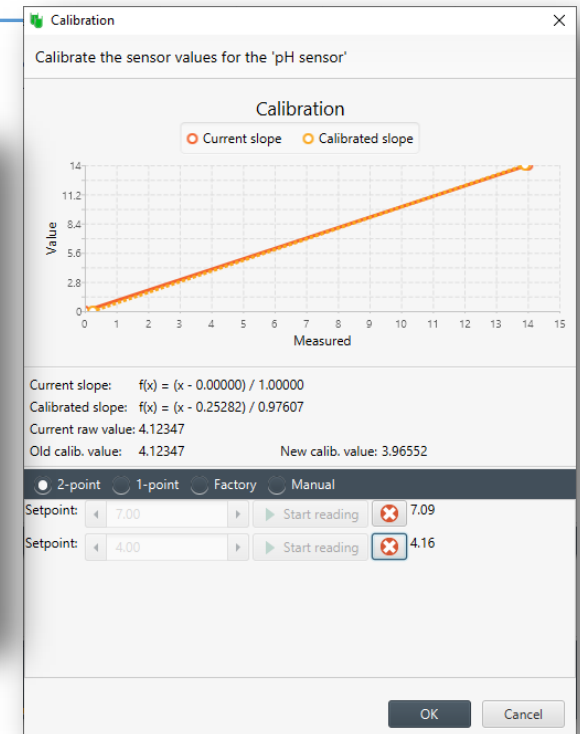 Calibration
Calibrate the sensor values for the 'pH sensor'
Calibration
Current slope Calibrated slope
14
11.2
8.4
5.6
2.8
0
Value
0 1 2 3 4 5 6 7 8 9 10 11 12 13 14 15
Measured
Current slope: f(x) = (x - 0.00000) / 1.00000
Calibrated slope: f(x) = (x - 0.25282) / 0.97607
Current raw value: 4.12347
Old calib. value: 4.12347 New calib. value: 3.96552
2-point 1-point Factory Manual
Setpoint: 7.00 Start reading 7.09
Setpoint: 4.00 Start reading 4.16
OK Cancel